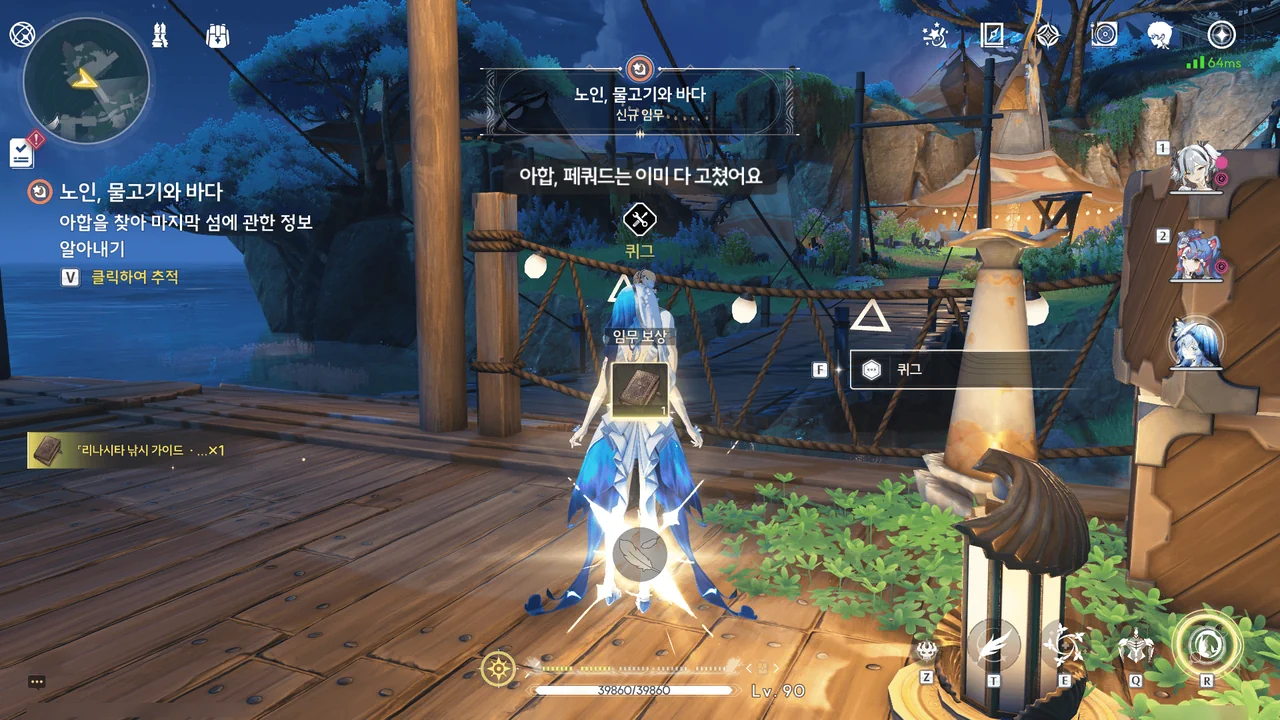 64ms
노인, 물고기와 바다
신규 임무
노인, 물고기와 바다
아합을 찾아 마지막 섬에 관한 정보
알아내기
V 클릭하여 추적
아합, 페쿼드는 이미 다 고쳤어요
퀴그
임무 보상
1
F 퀴그
1
2
「리나시타 낚시 가이드 · ...×1
39860/39860
Lv. 90
Z
T
E
Q
R